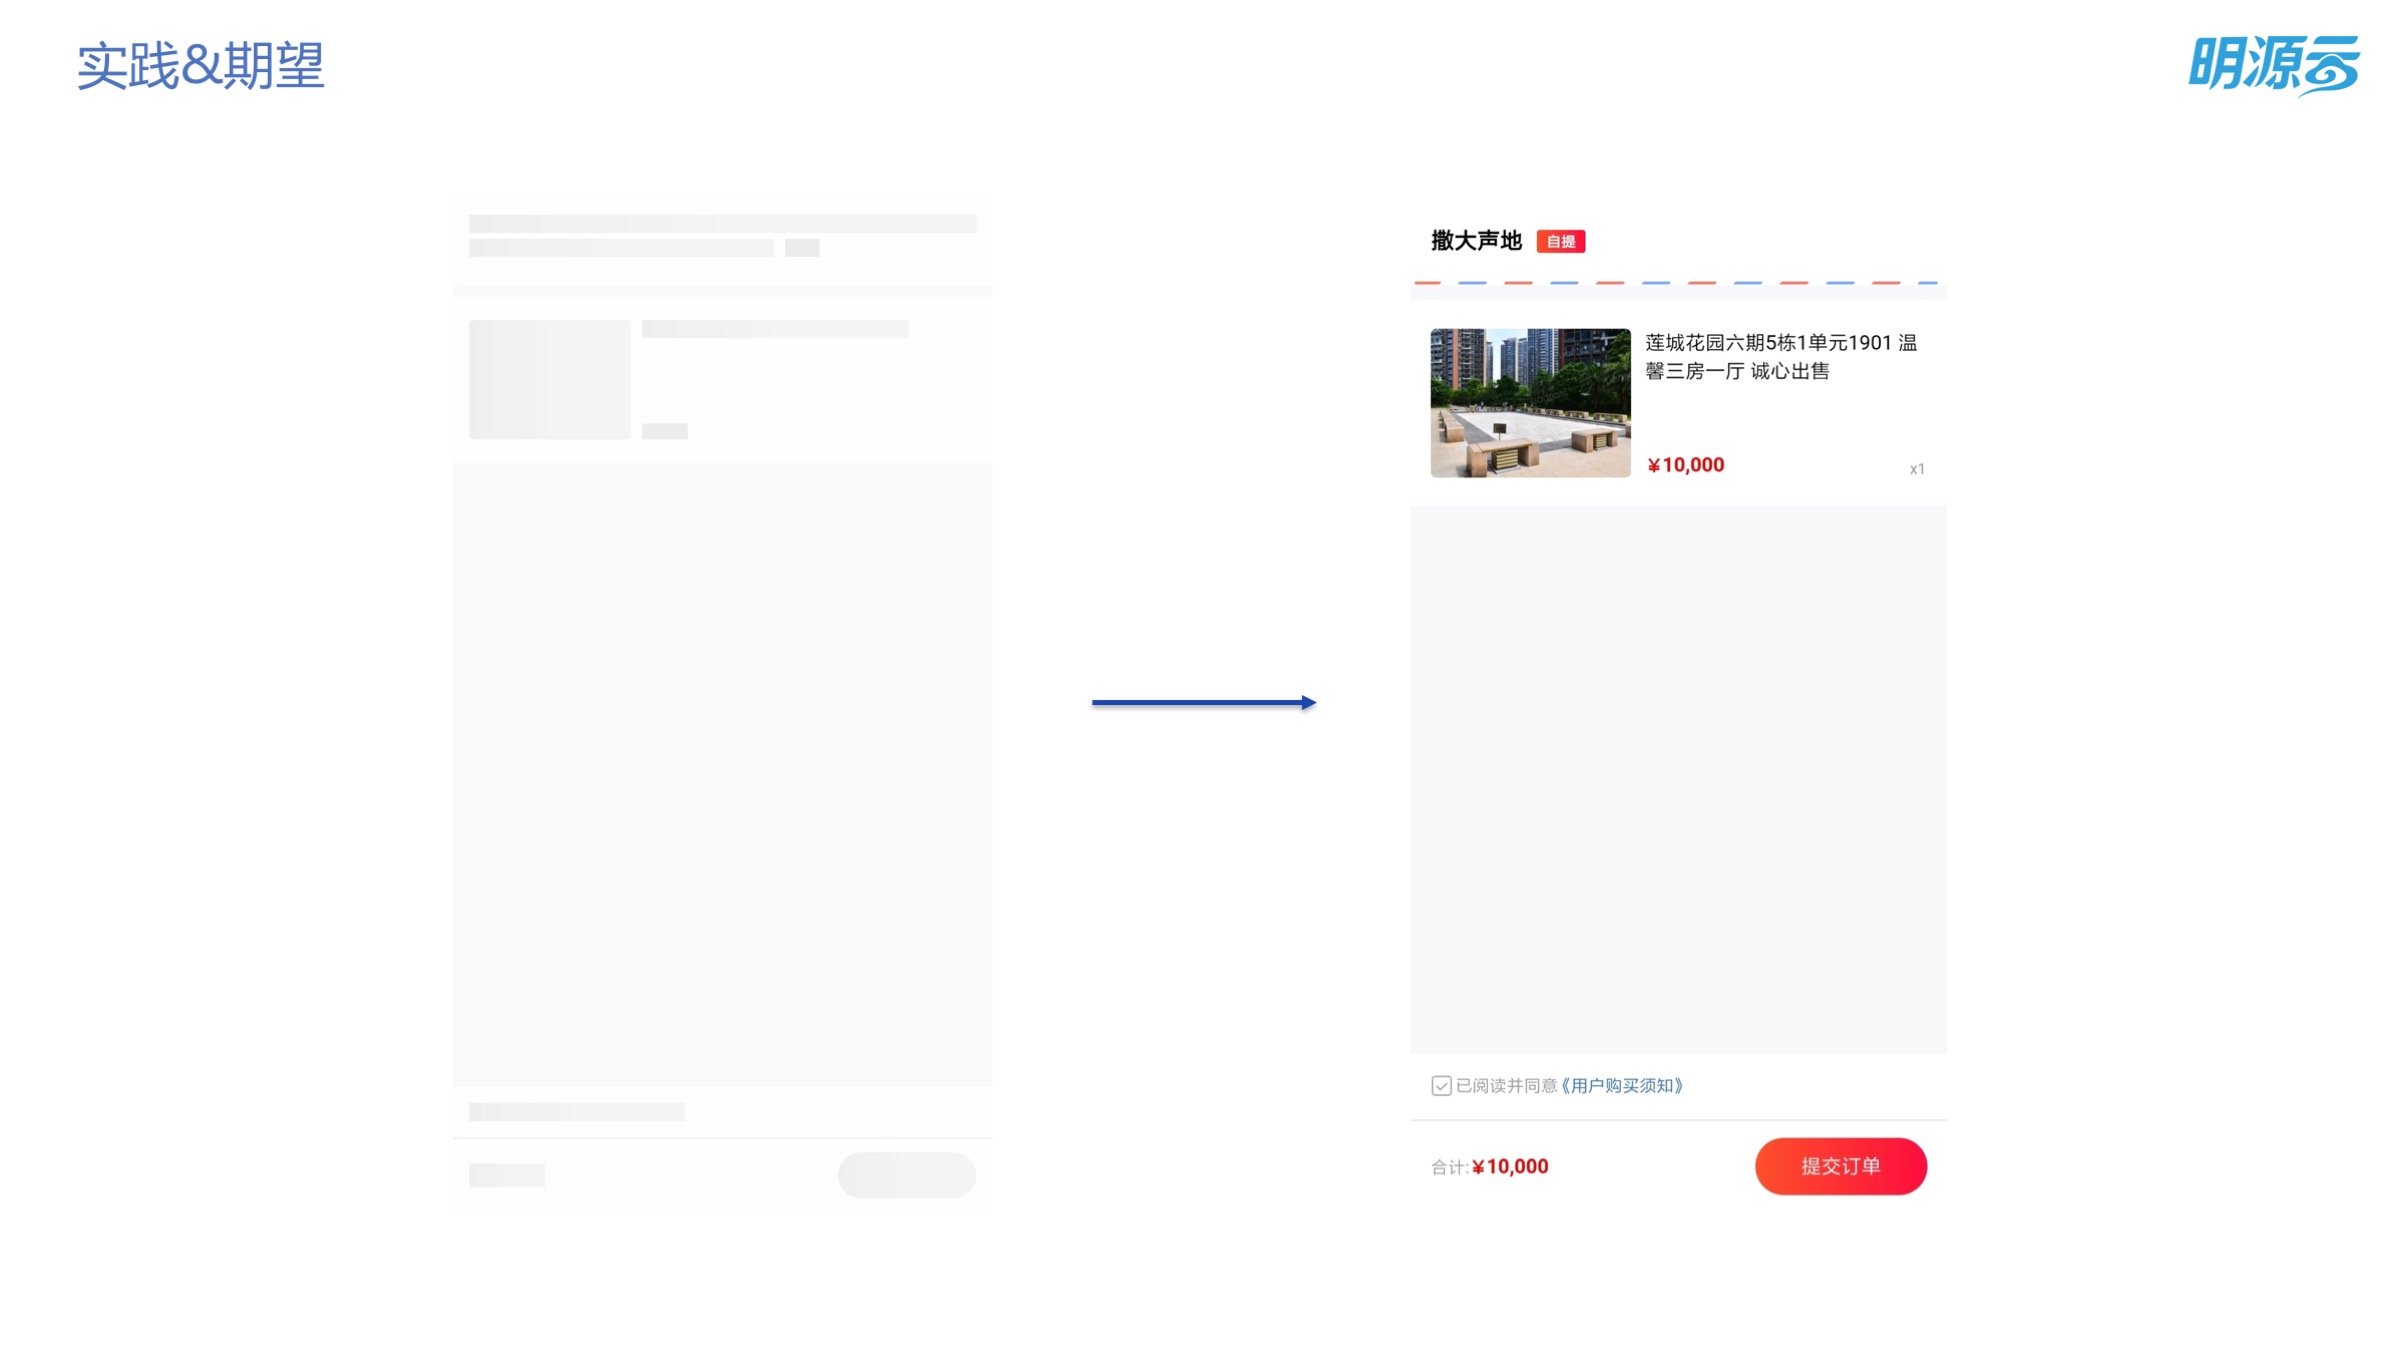 实践&期望
明源云
撒大声地 自提
莲城花园六期5栋1单元1901 温
馨三房一厅 诚心出售
¥10,000
x1
已阅读并同意《用户购买须知》
合计:¥10,000
提交订单